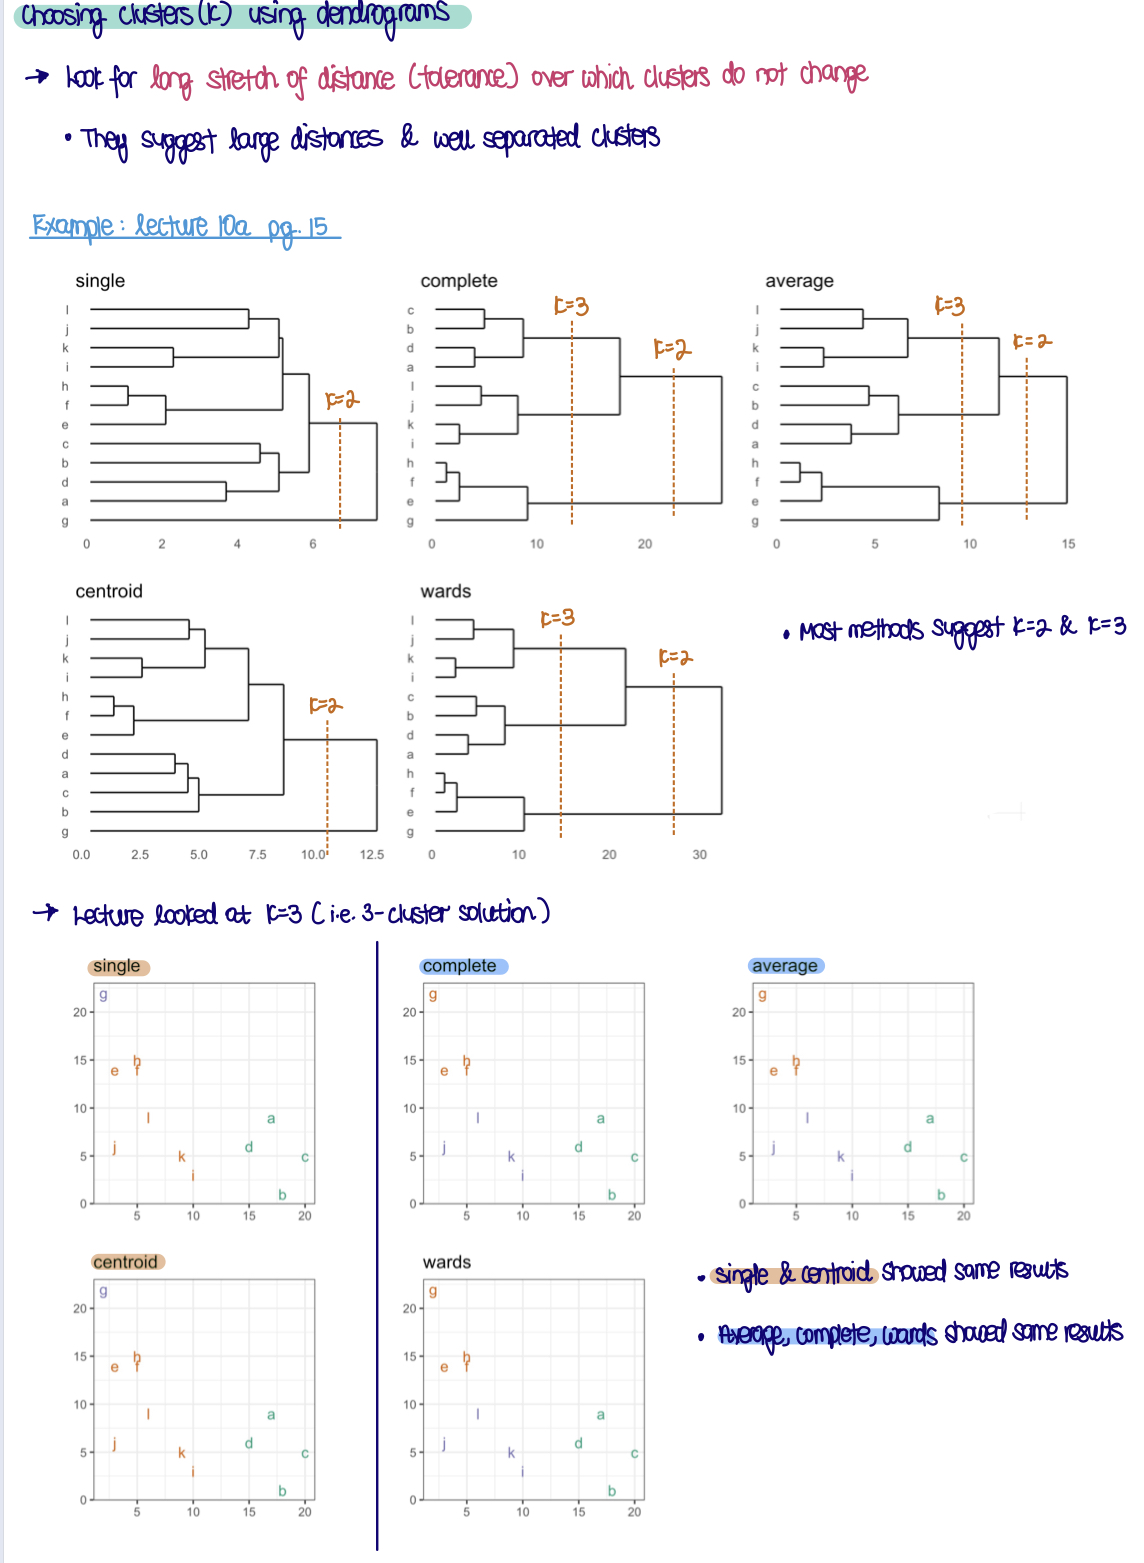 Choosing clusters (K) using dendrograms
→ Look for long stretch of distance (tolerance) over which clusters do not change
• They suggest large distances & well separated clusters
Example: lecture 10a pg. 15
single
l
j
k
i
h
f
e
c
b
d
a
g
K=2
0 2 4 6
complete
c
b
d
a
l
j
k
i
h
f
e
g
K=3
K=2
0 10 20
average
l
j
k
i
c
b
d
a
h
f
e
g
K=3
K=2
0 5 10 15
centroid
l
j
k
i
h
f
e
d
a
c
b
g
K=2
0.0 2.5 5.0 7.5 10.0 12.5
wards
l
j
k
i
c
b
d
a
h
f
e
g
K=3
K=2
0 10 20 30
• Most methods suggest K=2 & K=3
→ Lecture looked at K=3 (i.e. 3-cluster solution)
single
g
h
e f
l a
j d
k c
i
b
20
15
10
5
0
5 10 15 20
complete
g
h
e f
l a
j d
k c
i
b
20
15
10
5
0
5 10 15 20
average
g
h
e f
l a
j d
k c
i
b
20
15
10
5
0
5 10 15 20
centroid
g
h
e f
l a
j d
k c
i
b
20
15
10
5
0
5 10 15 20
wards
g
h
e f
l a
j d
k c
i
b
20
15
10
5
0
5 10 15 20
• single & centroid showed same results
• Average, complete, wards showed same results